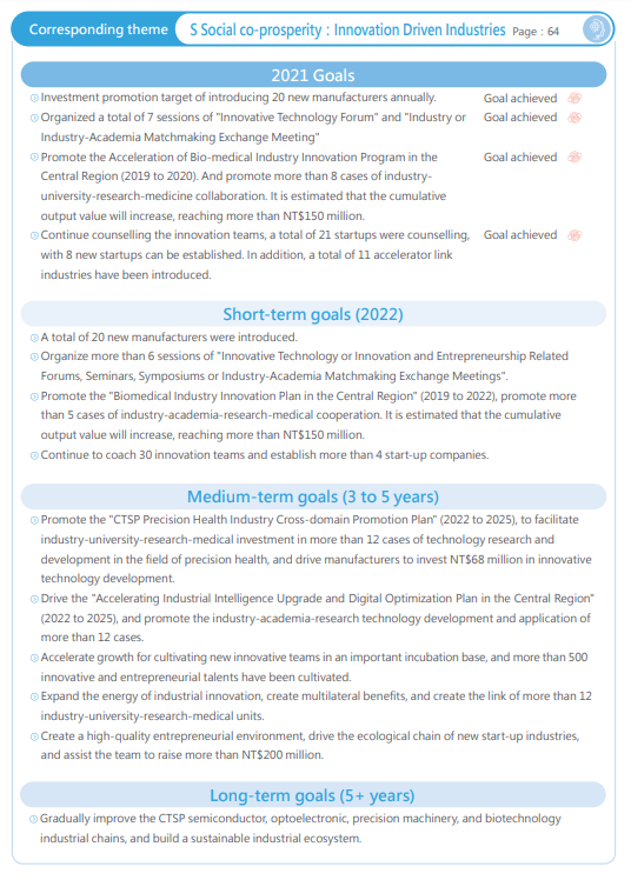 Corresponding theme S Social co-prosperity : Innovation Driven Industries Page : 64
2021 Goals
Investment promotion target of introducing 20 new manufacturers annually. Goal achieved
Organized a total of 7 sessions of "Innovative Technology Forum" and "Industry or Goal achieved
Industry-Academia Matchmaking Exchange Meeting"
Promote the Acceleration of Bio-medical Industry Innovation Program in the Goal achieved
Central Region (2019 to 2020). And promote more than 8 cases of industry-
university-research-medicine collaboration. It is estimated that the cumulative
output value will increase, reaching more than NT$150 million.
Continue counselling the innovation teams, a total of 21 startups were counselling, Goal achieved
with 8 new startups can be established. In addition, a total of 11 accelerator link
industries have been introduced.
Short-term goals (2022)
A total of 20 new manufacturers were introduced.
Organize more than 6 sessions of "Innovative Technology or Innovation and Entrepreneurship Related
Forums, Seminars, Symposiums or Industry-Academia Matchmaking Exchange Meetings".
Promote the "Biomedical Industry Innovation Plan in the Central Region" (2019 to 2022), promote more
than 5 cases of industry-academia-research-medical cooperation. It is estimated that the cumulative
output value will increase, reaching more than NT$150 million.
Continue to coach 30 innovation teams and establish more than 4 start-up companies.
Medium-term goals (3 to 5 years)
Promote the "CTSP Precision Health Industry Cross-domain Promotion Plan" (2022 to 2025), to facilitate
industry-university-research-medical investment in more than 12 cases of technology research and
development in the field of precision health, and drive manufacturers to invest NT$68 million in innovative
technology development.
Drive the "Accelerating Industrial Intelligence Upgrade and Digital Optimization Plan in the Central Region"
(2022 to 2025), and promote the industry-academia-research technology development and application of
more than 12 cases.
Accelerate growth for cultivating new innovative teams in an important incubation base, and more than 500
innovative and entrepreneurial talents have been cultivated.
Expand the energy of industrial innovation, create multilateral benefits, and create the link of more than 12
industry-university-research-medical units.
Create a high-quality entrepreneurial environment, drive the ecological chain of new start-up industries,
and assist the team to raise more than NT$200 million.
Long-term goals (5+ years)
Gradually improve the CTSP semiconductor, optoelectronic, precision machinery, and biotechnology
industrial chains, and build a sustainable industrial ecosystem.